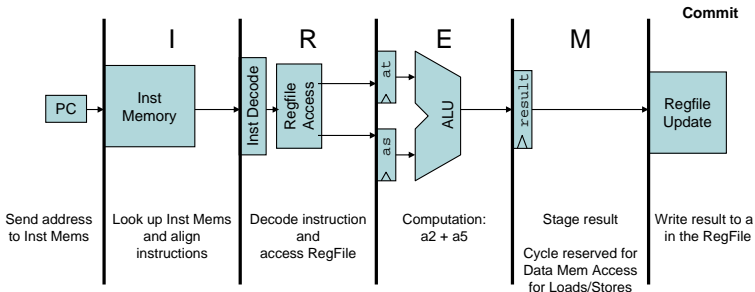 Commit
I
R
E
M
PC
Inst
Memory
Inst Decode
Regfile
Access
at
as
ALU
result
Regfile
Update
Send address
to Inst Mems
Look up Inst Mems
and align
instructions
Decode instruction
and
access RegFile
Computation:
a2 + a5
Stage result
Cycle reserved for
Data Mem Access
for Loads/Stores
Write result to a
in the RegFile